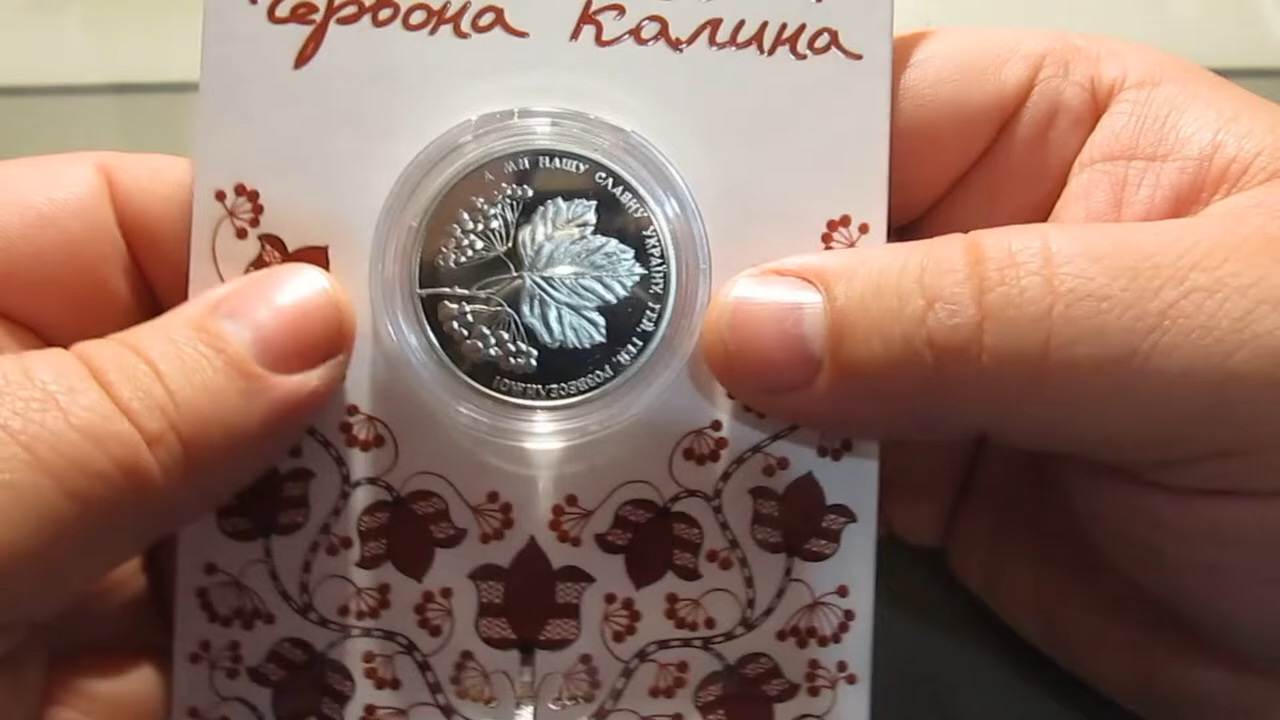 Червона Калина
А МИ НАШУ СЛАВНУ УКРАЇНУ, ГЕЙ, ГЕЙ, РОЗВЕСЕЛИМО!